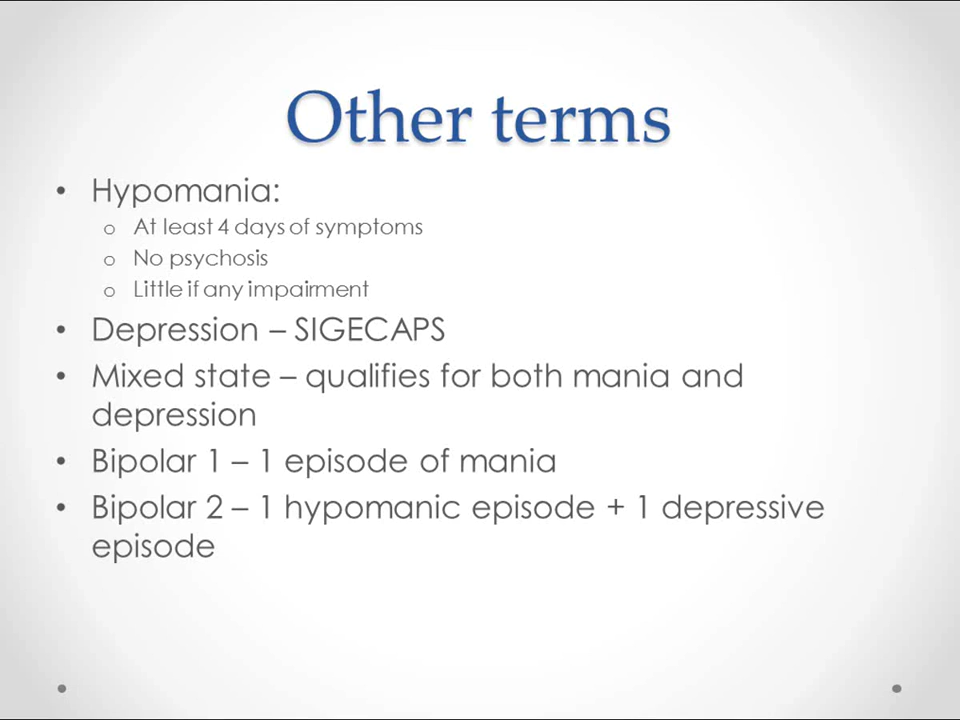 Other terms
• Hypomania:
o At least 4 days of symptoms
o No psychosis
o Little if any impairment
• Depression – SIGECAPS
• Mixed state – qualifies for both mania and
depression
• Bipolar 1 – 1 episode of mania
• Bipolar 2 – 1 hypomanic episode + 1 depressive
episode